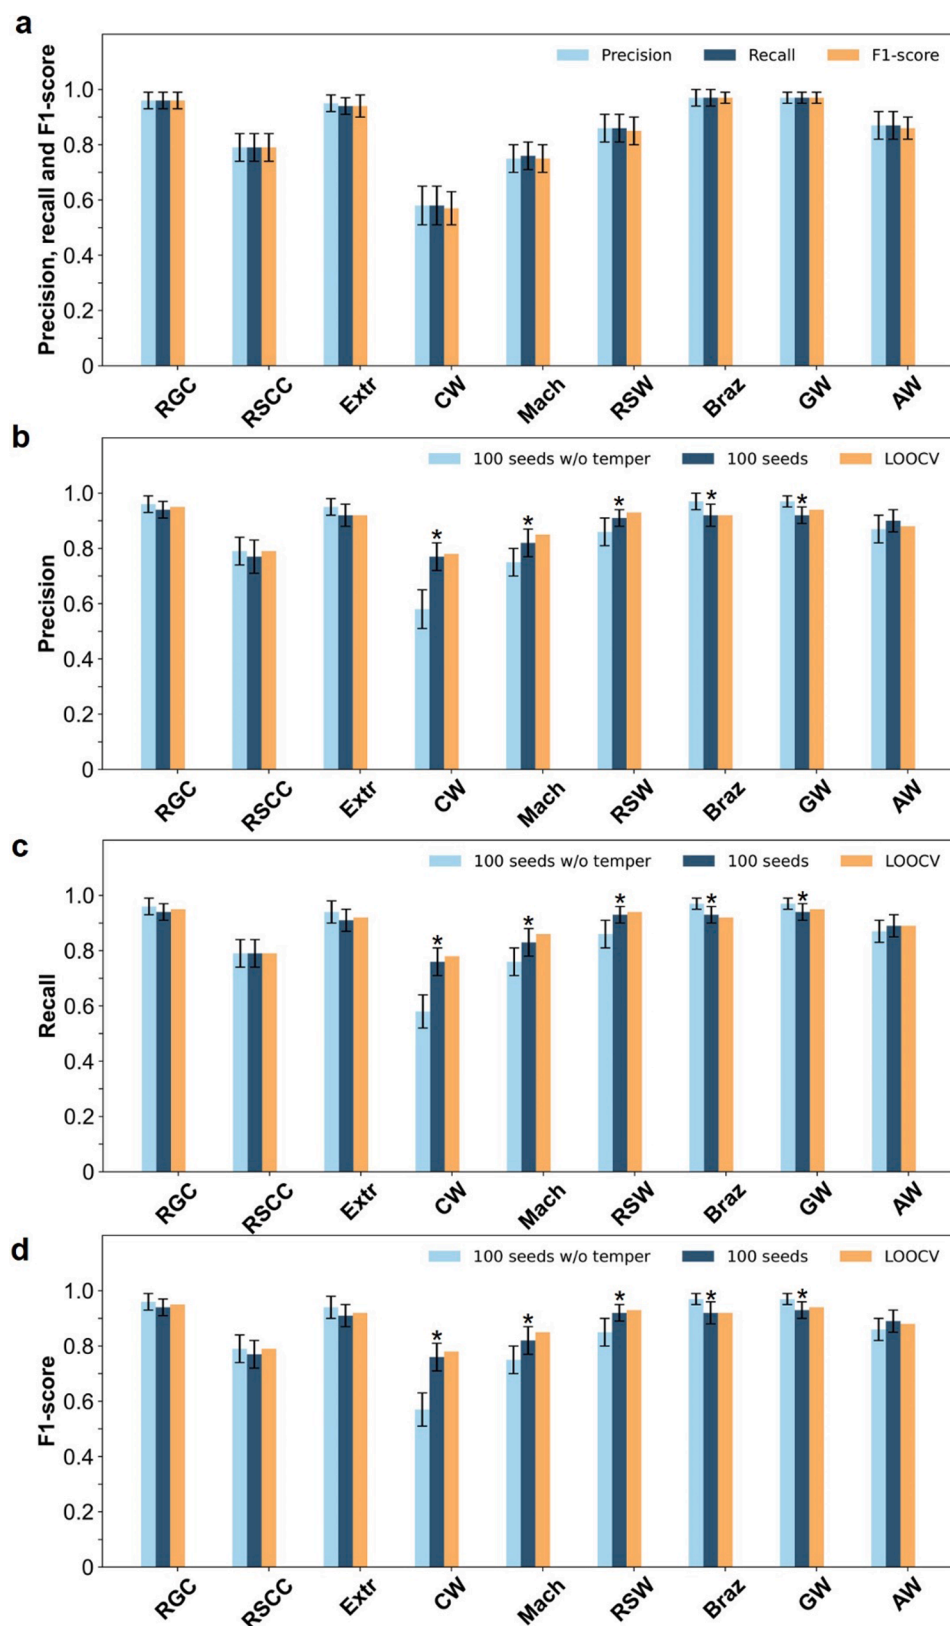 a
Precision Recall F1-score
Precision, recall and F1-score
1.0
0.8
0.6
0.4
0.2
0
RGC RSCC Extr CW Mach RSW Braz GW AW
b
100 seeds w/o temper 100 seeds LOOCV
Precision
1.0
0.8
0.6
0.4
0.2
0
* * * * *
RGC RSCC Extr CW Mach RSW Braz GW AW
c
100 seeds w/o temper 100 seeds LOOCV
Recall
1.0
0.8
0.6
0.4
0.2
0
* * * * *
RGC RSCC Extr CW Mach RSW Braz GW AW
d
100 seeds w/o temper 100 seeds LOOCV
F1-score
1.0
0.8
0.6
0.4
0.2
0
* * * * *
RGC RSCC Extr CW Mach RSW Braz GW AW